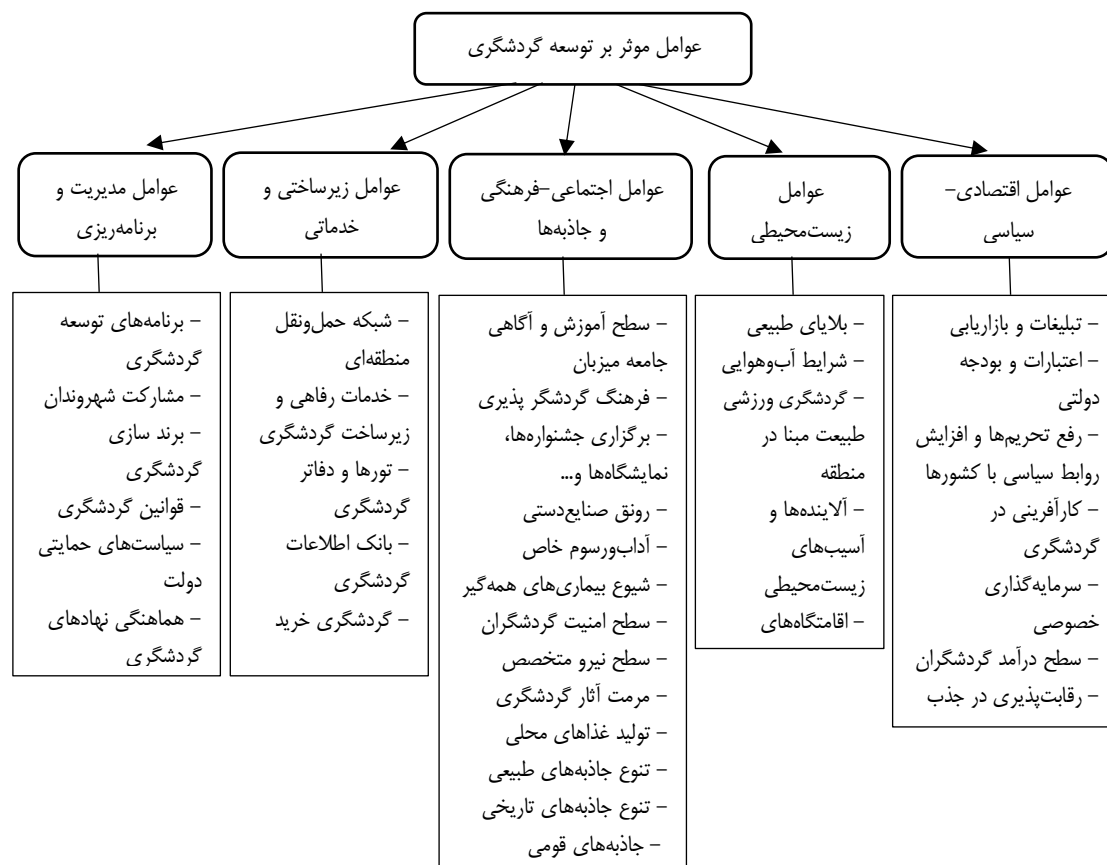 عوامل موثر بر توسعه گردشگری
عوامل اقتصادی–
سیاسی
– تبلیغات و بازاریابی
– اعتبارات و بودجه
دولتی
– رفع تحریم‌ها و افزایش
روابط سیاسی با کشورها
– کارآفرینی در
گردشگری
– سرمایه‌گذاری
خصوصی
– سطح درآمد گردشگران
– رقابت‌پذیری در جذب
عوامل
زیست‌محیطی
– بلایای طبیعی
– شرایط آب‌وهوایی
– گردشگری ورزشی
طبیعت مبنا در
منطقه
– آلاینده‌ها و
آسیب‌های
زیست‌محیطی
– اقامتگاه‌های
عوامل اجتماعی–فرهنگی
و جاذبه‌ها
– سطح آموزش و آگاهی
جامعه میزبان
– فرهنگ گردشگر پذیری
– برگزاری جشنواره‌ها،
نمایشگاه‌ها و...
– رونق صنایع‌دستی
– آداب‌ورسوم خاص
– شیوع بیماری‌های همه‌گیر
– سطح امنیت گردشگران
– سطح نیرو متخصص
– مرمت آثار گردشگری
– تولید غذاهای محلی
– تنوع جاذبه‌های طبیعی
– تنوع جاذبه‌های تاریخی
– جاذبه‌های قومی
عوامل زیرساختی و
خدماتی
– شبکه حمل‌ونقل
منطقه‌ای
– خدمات رفاهی و
زیرساخت گردشگری
– تورها و دفاتر
گردشگری
– بانک اطلاعات
گردشگری
– گردشگری خرید
عوامل مدیریت و
برنامه‌ریزی
– برنامه‌های توسعه
گردشگری
– مشارکت شهروندان
– برند سازی
گردشگری
– قوانین گردشگری
– سیاست‌های حمایتی
دولت
– هماهنگی نهادهای
گردشگری